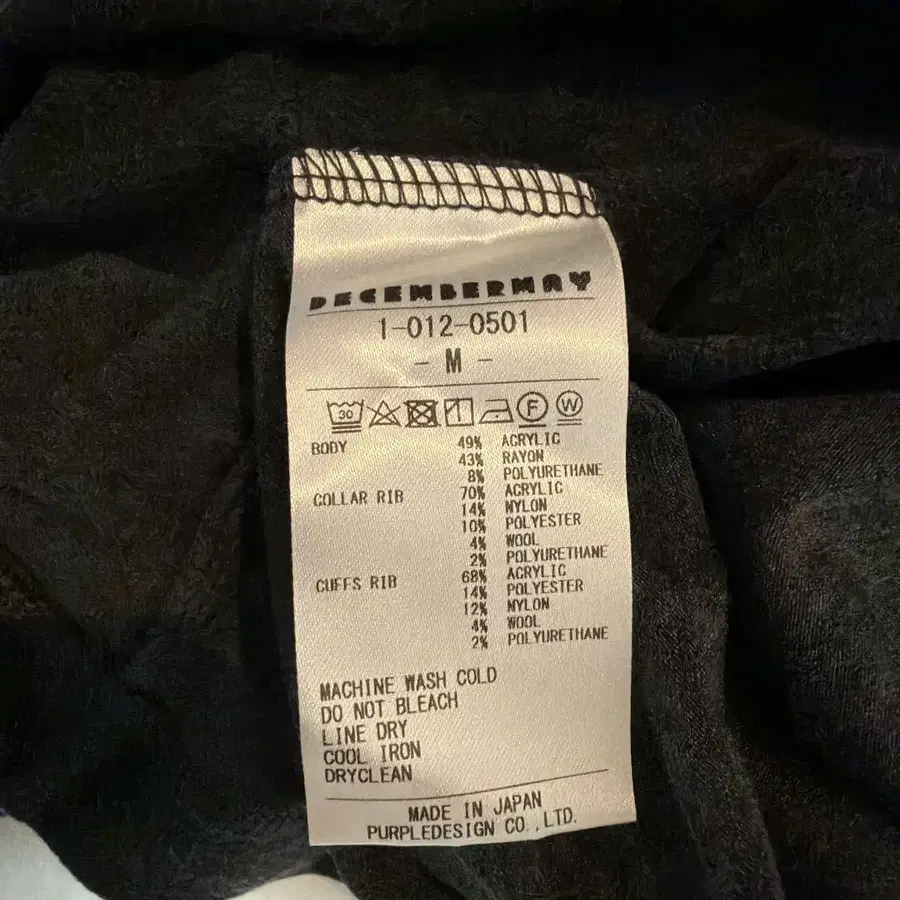 DECEMBERMAY
1-012-0501
- M -
30 F W
BODY 49% ACRYLIC
43% RAYON
8% POLYURETHANE
COLLAR RIB 70% ACRYLIC
14% NYLON
10% POLYESTER
4% WOOL
2% POLYURETHANE
CUFFS RIB 68% ACRYLIC
14% POLYESTER
12% NYLON
4% WOOL
2% POLYURETHANE
MACHINE WASH COLD
DO NOT BLEACH
LINE DRY
COOL IRON
DRYCLEAN
MADE IN JAPAN
PURPLEDESIGN CO.,LTD.